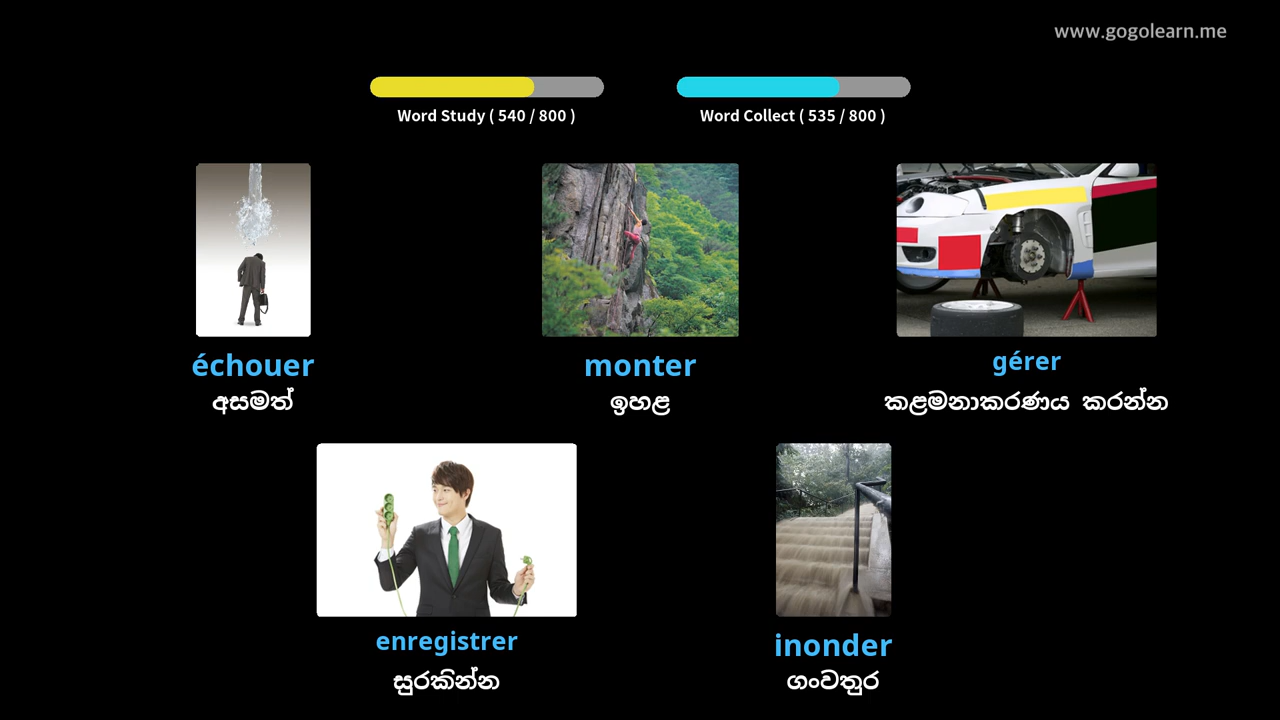 www.gogolearn.me
Word Study ( 540 / 800 )
Word Collect ( 535 / 800 )
échouer
අසමත්
monter
ඉහළ
gérer
කළමනාකරණය කරන්න
enregistrer
සුරකින්න
inonder
ගංවතුර